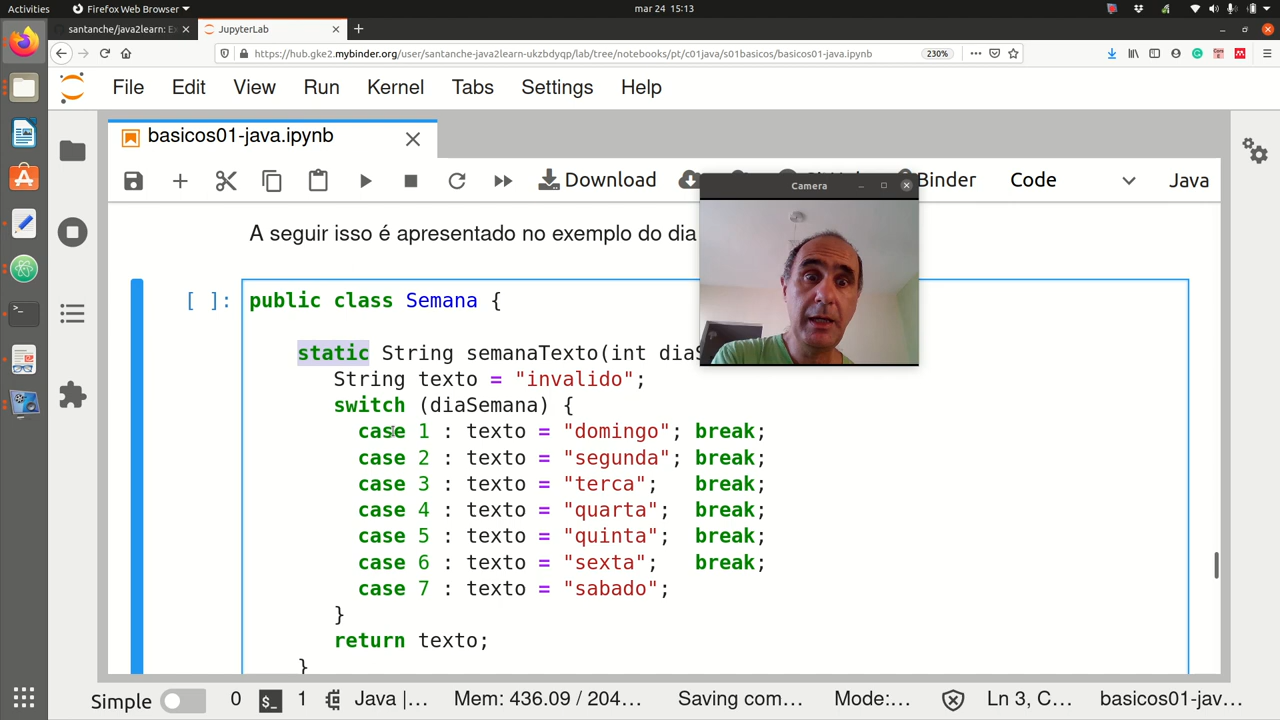 Activities Firefox Web Browser mar 24 15:13
santanche/java2learn: Ex JupyterLab
https://hub.gke2.mybinder.org/user/santanche-java2learn-ukzbdyqp/lab/tree/notebooks/pt/c01java/s01basicos/basicos01-java.ipynb 230%
File Edit View Run Kernel Tabs Settings Help
basicos01-java.ipynb
Download Binder Code Java
Camera
A seguir isso é apresentado no exemplo do dia
[ ]: public class Semana {
static String semanaTexto(int
String texto = "invalido";
switch (diaSemana) {
case 1 : texto = "domingo"; break;
case 2 : texto = "segunda"; break;
case 3 : texto = "terca"; break;
case 4 : texto = "quarta"; break;
case 5 : texto = "quinta"; break;
case 6 : texto = "sexta"; break;
case 7 : texto = "sabado";
}
return texto;
}
Simple 0 1 Java |... Mem: 436.09 / 204... Saving com... Mode:... Ln 3, C... basicos01-jav...